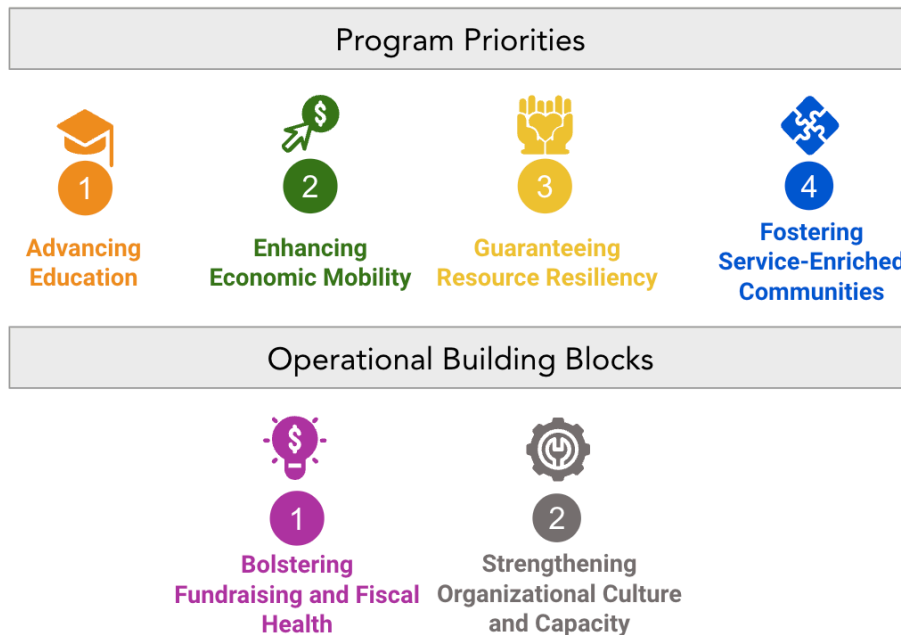 Program Priorities
$
1
2
3
4
Advancing
Education
Enhancing
Economic Mobility
Guaranteeing
Resource Resiliency
Fostering
Service-Enriched
Communities
Operational Building Blocks
$
1
2
Bolstering
Fundraising and Fiscal
Health
Strengthening
Organizational Culture
and Capacity